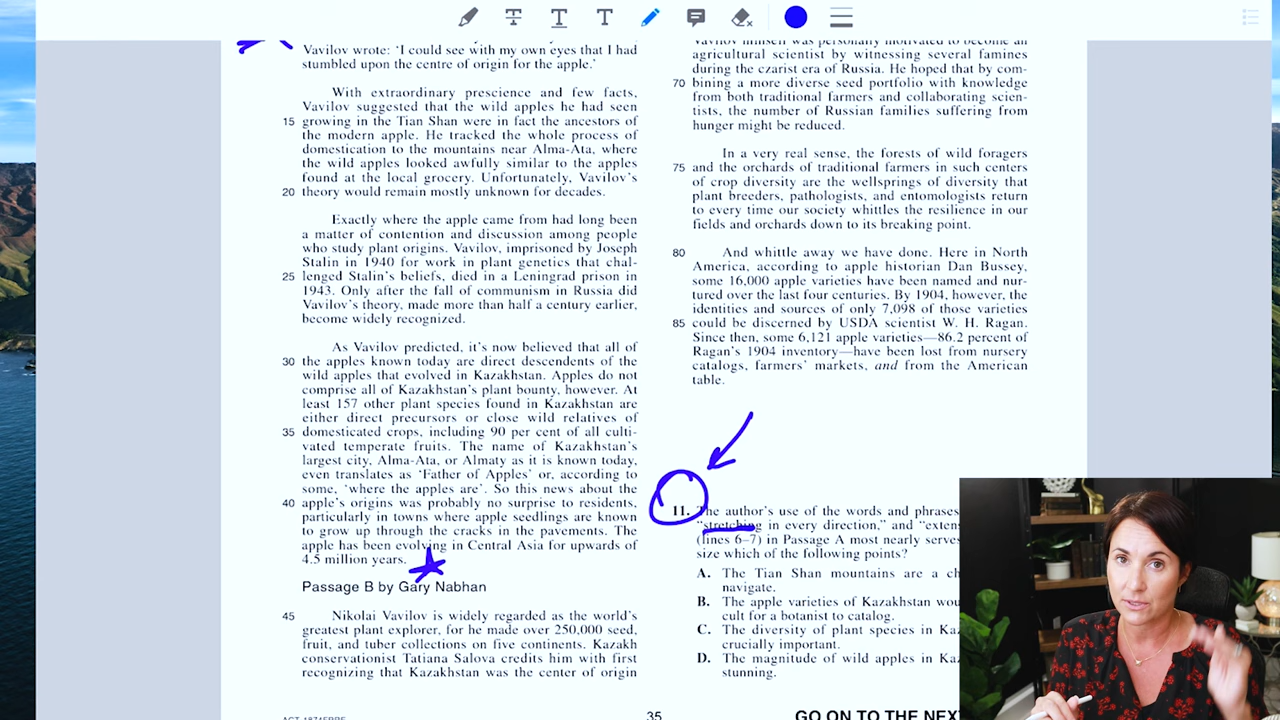 Vavilov wrote: ‘I could see with my own eyes that I had
stumbled upon the centre of origin for the apple.’
With extraordinary prescience and few facts,
Vavilov suggested that the wild apples he had seen
15 growing in the Tian Shan were in fact the ancestors of
the modern apple. He tracked the whole process of
domestication to the mountains near Alma-Ata, where
the wild apples looked awfully similar to the apples
found at the local grocery. Unfortunately, Vavilov’s
20 theory would remain mostly unknown for decades.
Exactly where the apple came from had long been
a matter of contention and discussion among people
who study plant origins. Vavilov, imprisoned by Joseph
Stalin in 1940 for work in plant genetics that chal-
25 lenged Stalin’s beliefs, died in a Leningrad prison in
1943. Only after the fall of communism in Russia did
Vavilov’s theory, made more than half a century earlier,
become widely recognized.
As Vavilov predicted, it’s now believed that all of
30 the apples known today are direct descendents of the
wild apples that evolved in Kazakhstan. Apples do not
comprise all of Kazakhstan’s plant bounty, however. At
least 157 other plant species found in Kazakhstan are
either direct precursors or close wild relatives of
35 domesticated crops, including 90 per cent of all culti-
vated temperate fruits. The name of Kazakhstan’s
largest city, Alma-Ata, or Almaty as it is known today,
even translates as ‘Father of Apples’ or, according to
some, ‘where the apples are’. So this news about the
40 apple’s origins was probably no surprise to residents,
particularly in towns where apple seedlings are known
to grow up through the cracks in the pavements. The
apple has been evolving in Central Asia for upwards of
4.5 million years.
Passage B by Gary Nabhan
45 Nikolai Vavilov is widely regarded as the world’s
greatest plant explorer, for he made over 250,000 seed,
fruit, and tuber collections on five continents. Kazakh
conservationist Tatiana Salova credits him with first
recognizing that Kazakhstan was the center of origin
Vavilov himself was personally motivated to become an
agricultural scientist by witnessing several famines
during the czarist era of Russia. He hoped that by com-
70 bining a more diverse seed portfolio with knowledge
from both traditional farmers and collaborating scien-
tists, the number of Russian families suffering from
hunger might be reduced.
In a very real sense, the forests of wild foragers
75 and the orchards of traditional farmers in such centers
of crop diversity are the wellsprings of diversity that
plant breeders, pathologists, and entomologists return
to every time our society whittles the resilience in our
fields and orchards down to its breaking point.
80 And whittle away we have done. Here in North
America, according to apple historian Dan Bussey,
some 16,000 apple varieties have been named and nur-
tured over the last four centuries. By 1904, however, the
identities and sources of only 7,098 of those varieties
85 could be discerned by USDA scientist W. H. Ragan.
Since then, some 6,121 apple varieties—86.2 percent of
Ragan’s 1904 inventory—have been lost from nursery
catalogs, farmers’ markets, and from the American
table.
11. The author’s use of the words and phrases
“stretching in every direction,” and “exten
(lines 6–7) in Passage A most nearly serves
size which of the following points?
A. The Tian Shan mountains are a ch
navigate.
B. The apple varieties of Kazakhstan wou
cult for a botanist to catalog.
C. The diversity of plant species in Ka
crucially important.
D. The magnitude of wild apples in Kaz
stunning.
35
GO ON TO THE NEX